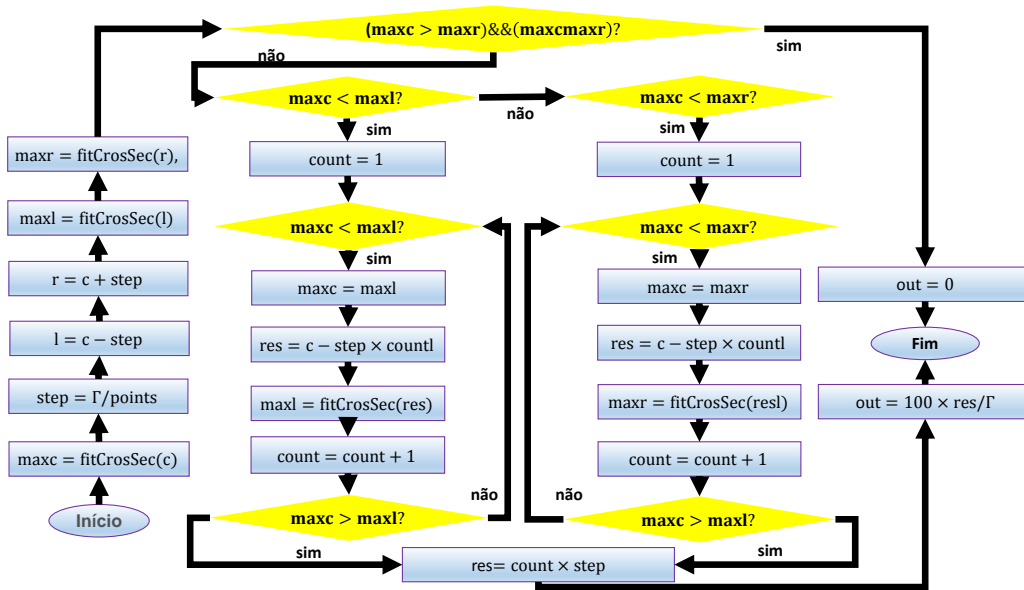 (maxc > maxr)&&(maxcmaxr)?
sim
não
maxc < maxl?
não
maxc < maxr?
sim
sim
maxr = fitCrosSec(r),
count = 1
count = 1
maxl = fitCrosSec(l)
maxc < maxl?
maxc < maxr?
sim
sim
r = c + step
maxc = maxl
maxc = maxr
out = 0
l = c − step
res = c − step × countl
res = c − step × countl
Fim
step = Γ/points
maxl = fitCrosSec(res)
maxr = fitCrosSec(resl)
out = 100 × res/Γ
maxc = fitCrosSec(c)
count = count + 1
count = count + 1
não
não
Início
maxc > maxl?
maxc > maxl?
sim
sim
res= count × step